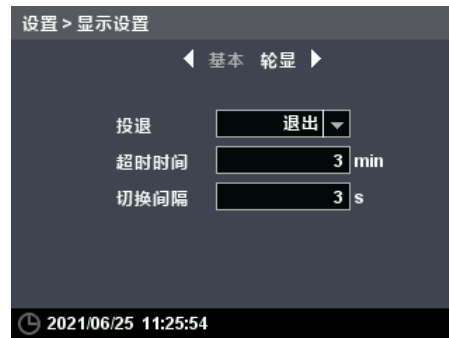 设置 > 显示设置
基本 轮显
投退 退出
超时时间 3 min
切换间隔 3 s
2021/06/25 11:25:54